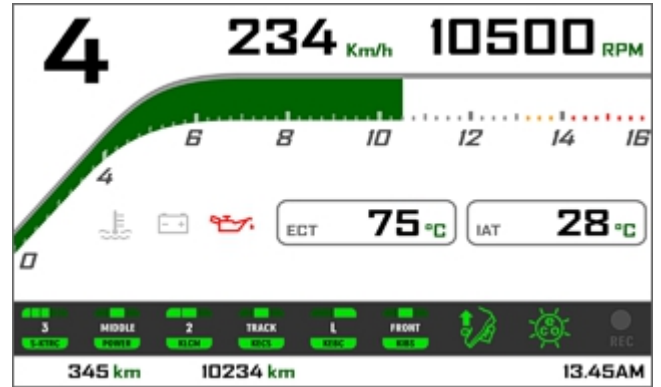 4 234 Km/h 10500 RPM
0 4 6 8 10 12 14 16
ECT 75 °C IAT 28 °C
3 MIDDLE 2 TRACK L FRONT eco
S-KTRC POWER KLCM KECS KEBC KIBS REC
345 km 10234 km 13.45AM